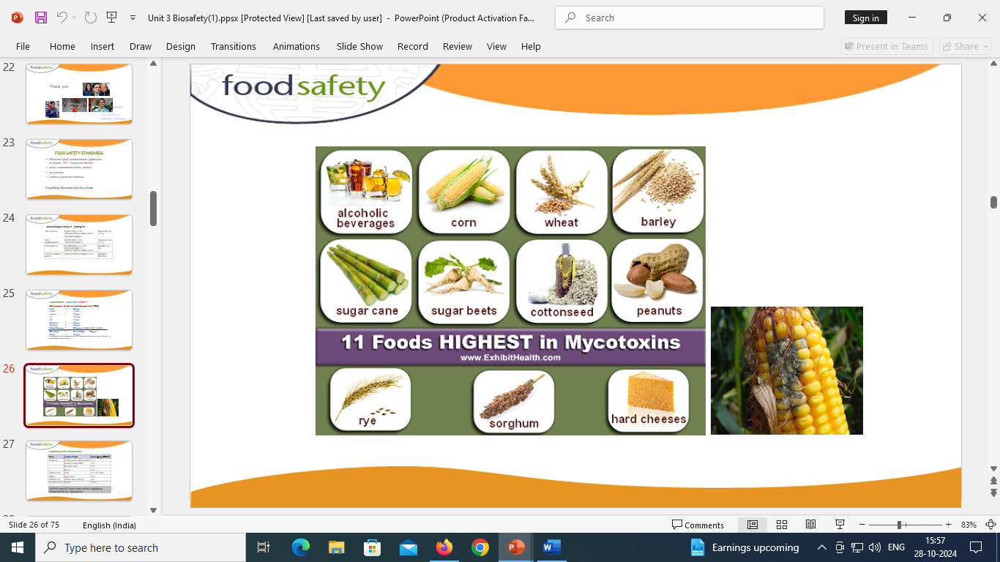 Unit 3 Biosafety(1).ppsx [Protected View] [Last saved by user] - PowerPoint (Product Activation Fa...
Search
Sign in
File Home Insert Draw Design Transitions Animations Slide Show Record Review View Help
Present in Teams
Share
22
foodsafety
Thank you
23
foodsafety
FOOD SAFETY STANDARDS
24
foodsafety
25
foodsafety
26
foodsafety
11 Foods HIGHEST in Mycotoxins
27
foodsafety
foodsafety
alcoholic beverages
corn
wheat
barley
sugar cane
sugar beets
cottonseed
peanuts
11 Foods HIGHEST in Mycotoxins
www.ExhibitHealth.com
rye
sorghum
hard cheeses
Slide 26 of 75
English (India)
Comments
83%
Type here to search
Earnings upcoming
ENG
15:57
28-10-2024